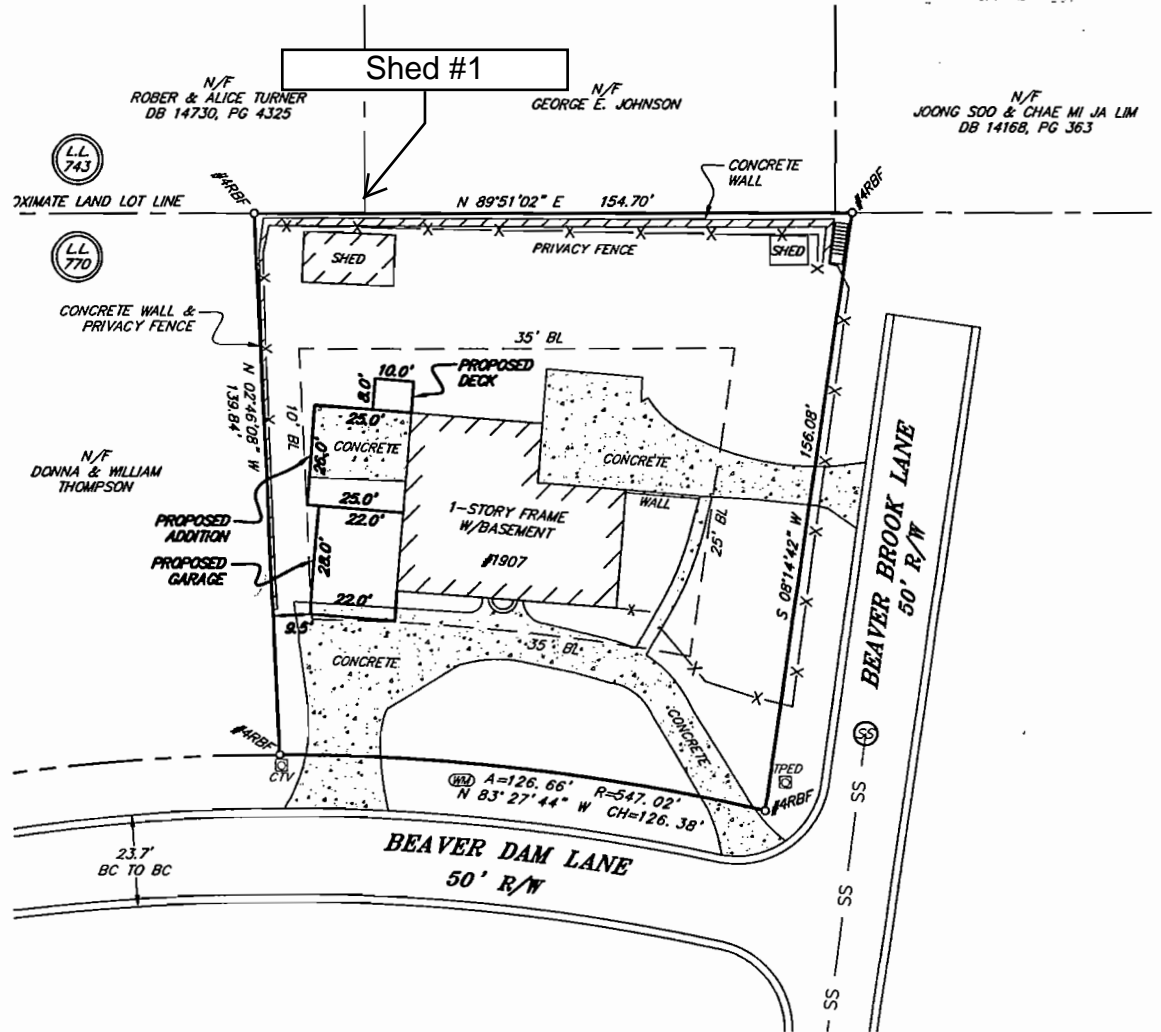 Shed #1
N/F
ROBER & ALICE TURNER
DB 14730, PG 4325
N/F
GEORGE E. JOHNSON
N/F
JOONG SOO & CHAE MI JA LIM
DB 14168, PG 363
L.L.
743
OXIMATE LAND LOT LINE
L.L.
770
#4RBF
#4RBF
CONCRETE
WALL
N 89°51'02" E 154.70'
PRIVACY FENCE
SHED
SHED
CONCRETE WALL &
PRIVACY FENCE
N 02°46'08" W
139.84'
35' BL
10' BL
10.0'
8.0'
PROPOSED
DECK
25.0'
CONCRETE
26.0'
25.0'
22.0'
PROPOSED
ADDITION
PROPOSED
GARAGE
28.0'
22.0'
9.5'
N/F
DONNA & WILLIAM
THOMPSON
1-STORY FRAME
W/BASEMENT
#1907
CONCRETE
WALL
25' BL
S 08°14'42" W 156.08'
BEAVER BROOK LANE
50' R/W
35' BL
CONCRETE
CONCRETE
#4RBF
CTV
WM A=126.66' R=547.02'
N 83°27'44" W CH=126.38'
TPED
#4RBF
SS
SS
SS
SS
23.7'
BC TO BC
BEAVER DAM LANE
50' R/W